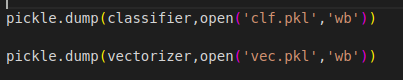 pickle.dump(classifier,open('clf.pkl','wb'))
pickle.dump(vectorizer,open('vec.pkl','wb'))